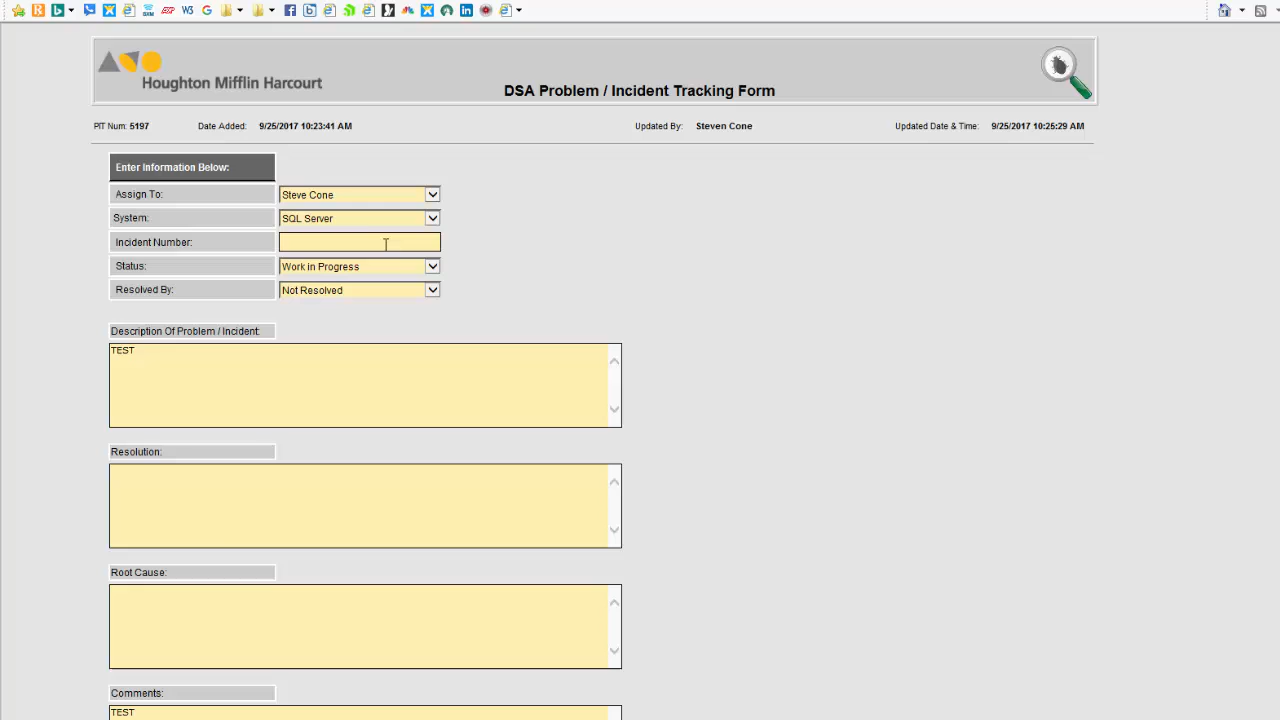 W3 G
Houghton Mifflin Harcourt
DSA Problem / Incident Tracking Form
PIT Num: 5197 Date Added: 9/25/2017 10:23:41 AM Updated By: Steven Cone Updated Date & Time: 9/25/2017 10:25:29 AM
Enter Information Below:
Assign To: Steve Cone
System: SQL Server
Incident Number:
Status: Work in Progress
Resolved By: Not Resolved
Description Of Problem / Incident:
TEST
Resolution:
Root Cause:
Comments:
TEST